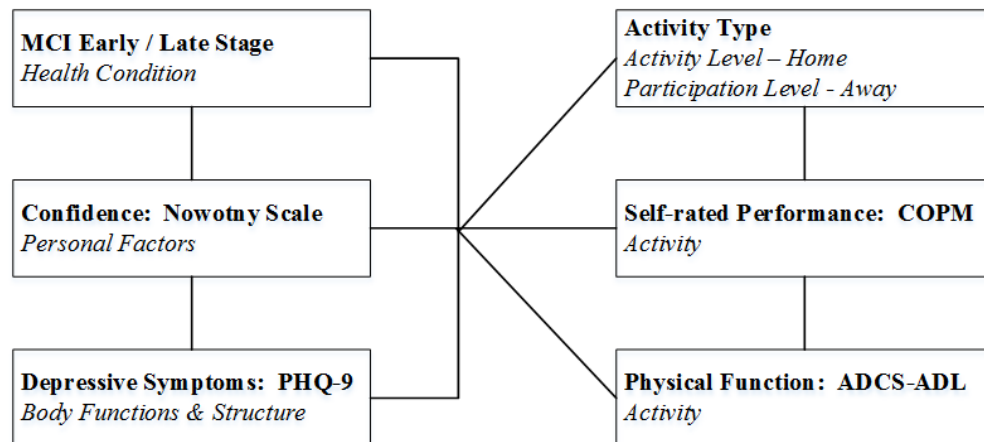 MCI Early / Late Stage
Health Condition
Confidence:  Nowotny Scale
Personal Factors
Depressive Symptoms:  PHQ-9
Body Functions & Structure
Activity Type
Activity Level – Home
Participation Level - Away
Self-rated Performance:  COPM
Activity
Physical Function:  ADCS-ADL
Activity